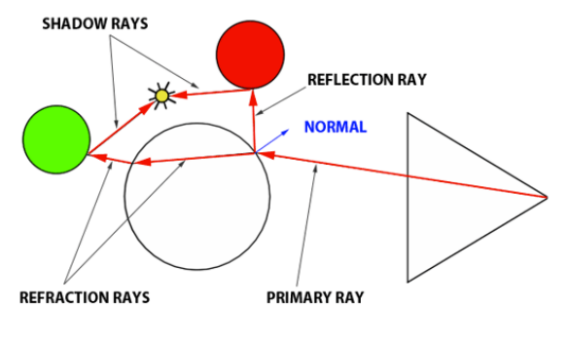 SHADOW RAYS
REFLECTION RAY
NORMAL
REFRACTION RAYS
PRIMARY RAY